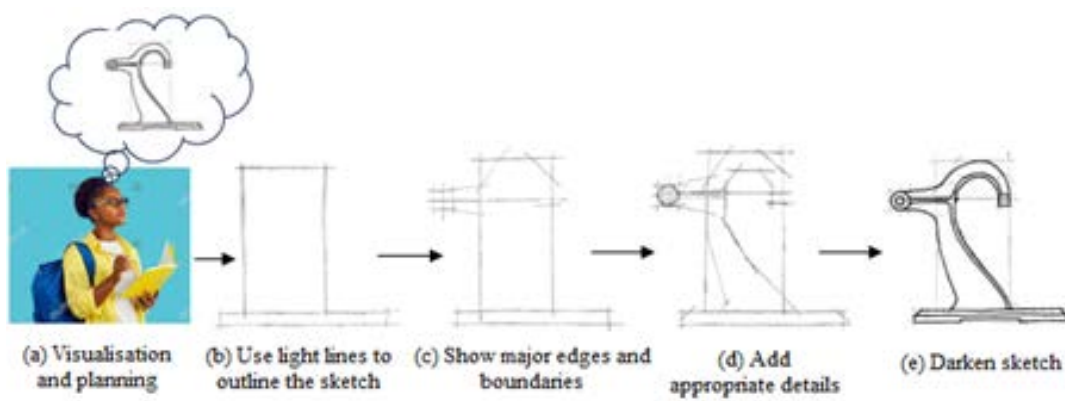 (a) Visualisation
and planning
(b) Use light lines to
outline the sketch
(c) Show major edges and
boundaries
(d) Add
appropriate details
(e) Darken sketch